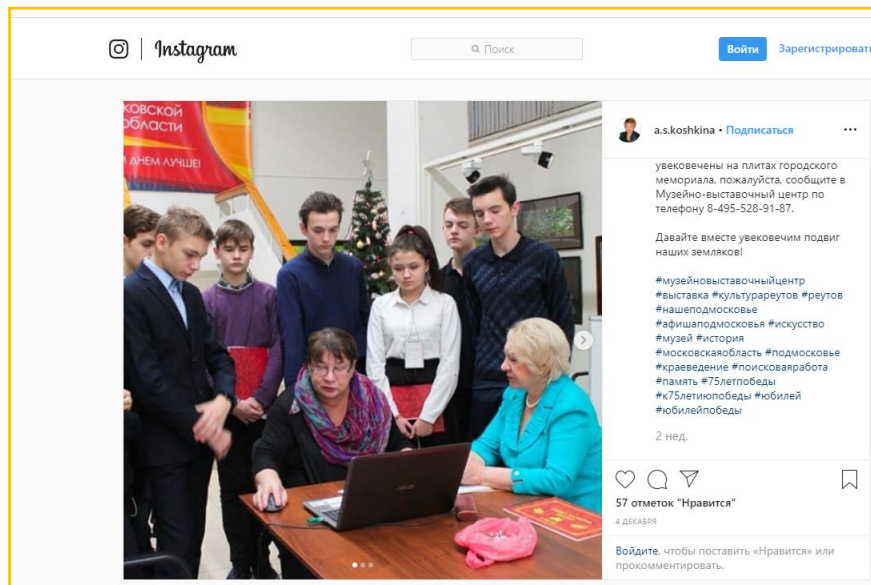 Instagram
Поиск
Войти
Зарегистрироват
КОВСКОЙ
ОБЛАСТИ
ДНЕМ ЛУЧШЕ!
a.s.koshkina • Подписаться
увековечены на плитах городского
мемориала, пожалуйста, сообщите в
Музейно-выставочный центр по
телефону 8-495-528-91-87.
Давайте вместе увековечим подвиг
наших земляков!
#музейновыставочныйцентр
#выставка #культурареутов #реутов
#нашеподмосковье
#афишаподмосковья #искусство
#музей #история
#московскаяобласть #подмосковье
#краеведение #поисковаяработа
#память #75летпобеды
#к75летиюпобеды #юбилей
#юбилейпобеды
2 нед.
57 отметок "Нравится"
4 ДЕКАБРЯ
Войдите, чтобы поставить «Нравится» или
прокомментировать.